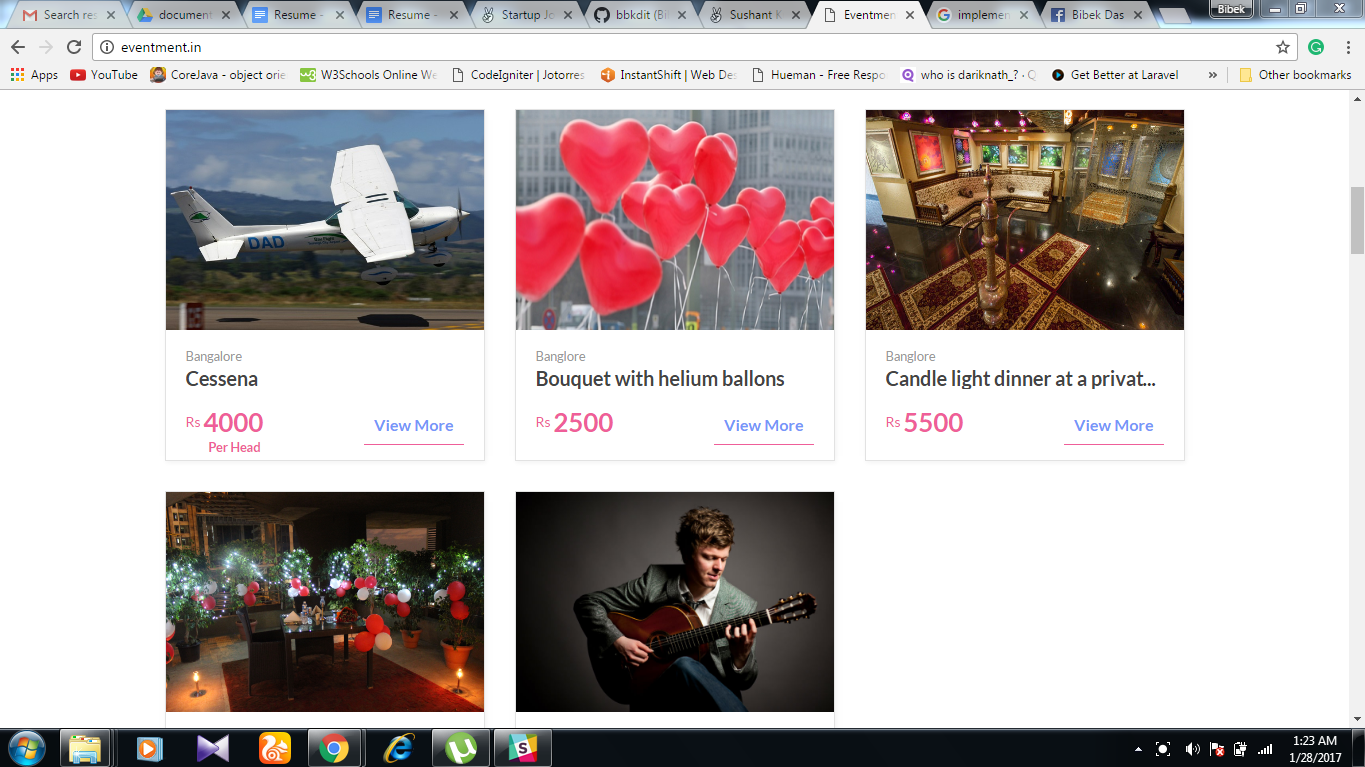 Search res
document
Resume -
Resume -
Startup Jo
bbkdit (Bi
Sushant K
Eventmen
implemen
Bibek Das
Bibek
eventment.in
Apps
YouTube
CoreJava - object orie
W3Schools Online We
CodeIgniter | Jotorres
InstantShift | Web Des
Hueman - Free Respo
who is dariknath_? - Q
Get Better at Laravel
»
Other bookmarks
DAD
Bangalore
Cessena
Rs 4000
Per Head
View More
Banglore
Bouquet with helium ballons
Rs 2500
View More
Banglore
Candle light dinner at a privat...
Rs 5500
View More
1:23 AM
1/28/2017